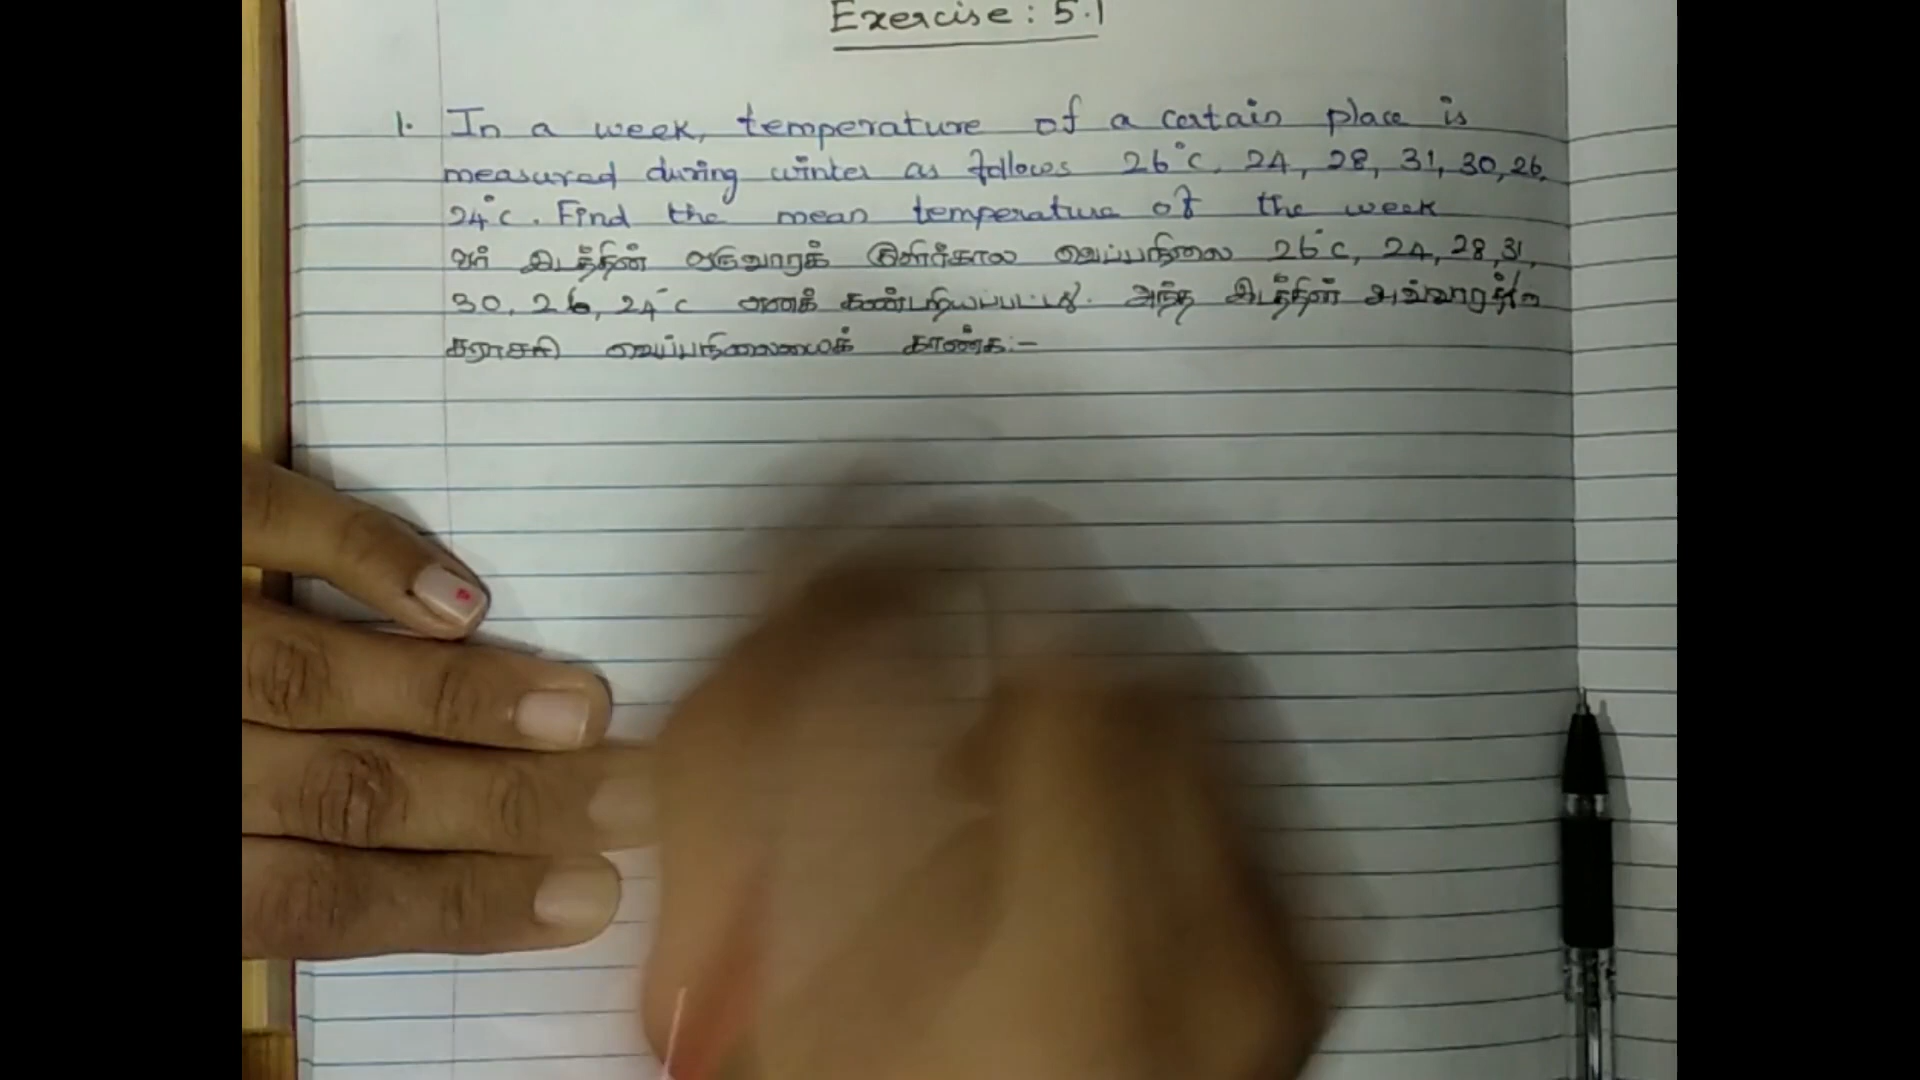 Exercise : 5.1
1. In a week, temperature of a certain place is
measured during winter as follows 26°C, 24, 28, 31, 30, 26,
24°C. Find the mean temperature of the week
ஓர் இடத்தின் ஒருவாரக் குளிர்கால வெப்பநிலை 26°C, 24, 28, 31,
30, 26, 24°C எனக் கண்டறியப்பட்டது. அந்த இடத்தின் அவ்வாரத்தின்
சராசரி வெப்பநிலையைக் காண்க:-